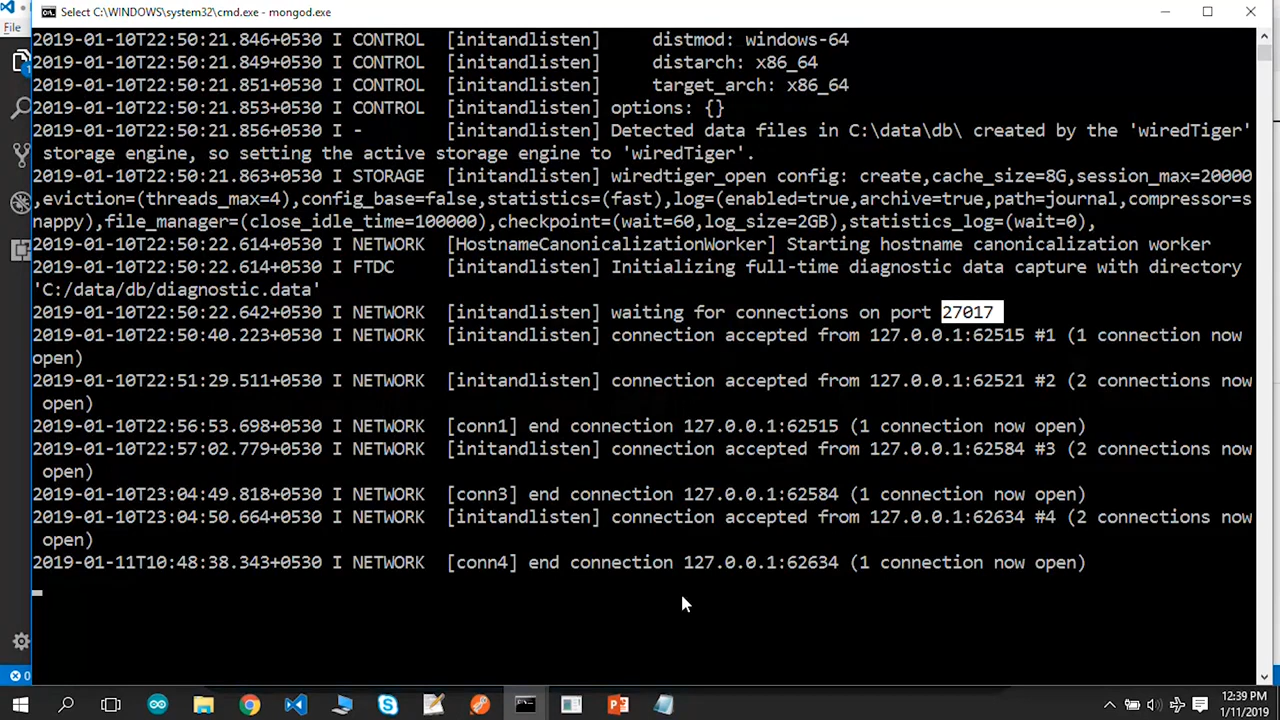 Select C:\WINDOWS\system32\cmd.exe - mongod.exe
File
2019-01-10T22:50:21.846+0530 I CONTROL  [initandlisten]     distmod: windows-64
2019-01-10T22:50:21.849+0530 I CONTROL  [initandlisten]     distarch: x86_64
2019-01-10T22:50:21.851+0530 I CONTROL  [initandlisten]     target_arch: x86_64
2019-01-10T22:50:21.853+0530 I CONTROL  [initandlisten] options: {}
2019-01-10T22:50:21.856+0530 I -        [initandlisten] Detected data files in C:\data\db\ created by the 'wiredTiger'
 storage engine, so setting the active storage engine to 'wiredTiger'.
2019-01-10T22:50:21.863+0530 I STORAGE  [initandlisten] wiredtiger_open config: create,cache_size=8G,session_max=20000
,eviction=(threads_max=4),config_base=false,statistics=(fast),log=(enabled=true,archive=true,path=journal,compressor=s
nappy),file_manager=(close_idle_time=100000),checkpoint=(wait=60,log_size=2GB),statistics_log=(wait=0),
2019-01-10T22:50:22.614+0530 I NETWORK  [HostnameCanonicalizationWorker] Starting hostname canonicalization worker
2019-01-10T22:50:22.614+0530 I FTDC     [initandlisten] Initializing full-time diagnostic data capture with directory
'C:/data/db/diagnostic.data'
2019-01-10T22:50:22.642+0530 I NETWORK  [initandlisten] waiting for connections on port 27017
2019-01-10T22:50:40.223+0530 I NETWORK  [initandlisten] connection accepted from 127.0.0.1:62515 #1 (1 connection now
open)
2019-01-10T22:51:29.511+0530 I NETWORK  [initandlisten] connection accepted from 127.0.0.1:62521 #2 (2 connections now
 open)
2019-01-10T22:56:53.698+0530 I NETWORK  [conn1] end connection 127.0.0.1:62515 (1 connection now open)
2019-01-10T22:57:02.779+0530 I NETWORK  [initandlisten] connection accepted from 127.0.0.1:62584 #3 (2 connections now
 open)
2019-01-10T23:04:49.818+0530 I NETWORK  [conn3] end connection 127.0.0.1:62584 (1 connection now open)
2019-01-10T23:04:50.664+0530 I NETWORK  [initandlisten] connection accepted from 127.0.0.1:62634 #4 (2 connections now
 open)
2019-01-11T10:48:38.343+0530 I NETWORK  [conn4] end connection 127.0.0.1:62634 (1 connection now open)
0
12:39 PM
1/11/2019